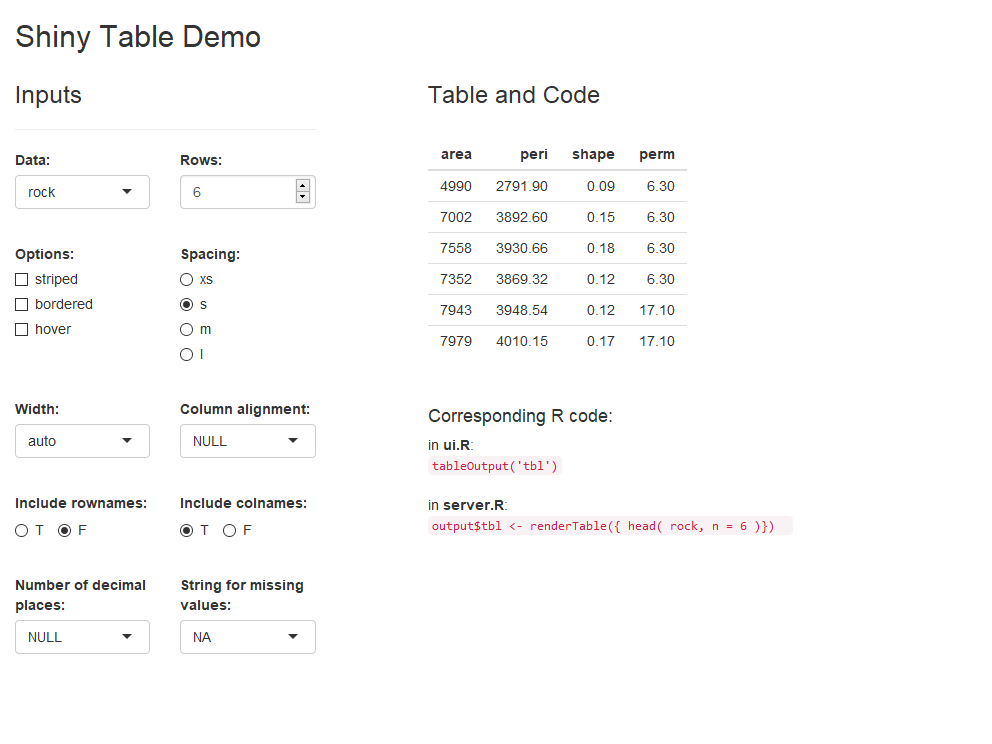 Shiny Table Demo
Inputs
Data:
Rows:
rock
6
Options:
striped
bordered
hover
Spacing:
xs
s
m
l
Width:
Column alignment:
auto
NULL
Include rownames:
T F
Include colnames:
T F
Number of decimal
places:
NULL
String for missing
values:
NA
Table and Code
area peri shape perm
4990 2791.90 0.09 6.30
7002 3892.60 0.15 6.30
7558 3930.66 0.18 6.30
7352 3869.32 0.12 6.30
7943 3948.54 0.12 17.10
7979 4010.15 0.17 17.10
Corresponding R code:
in ui.R:
tableOutput('tbl')
in server.R:
output$tbl <- renderTable({ head( rock, n = 6 )})